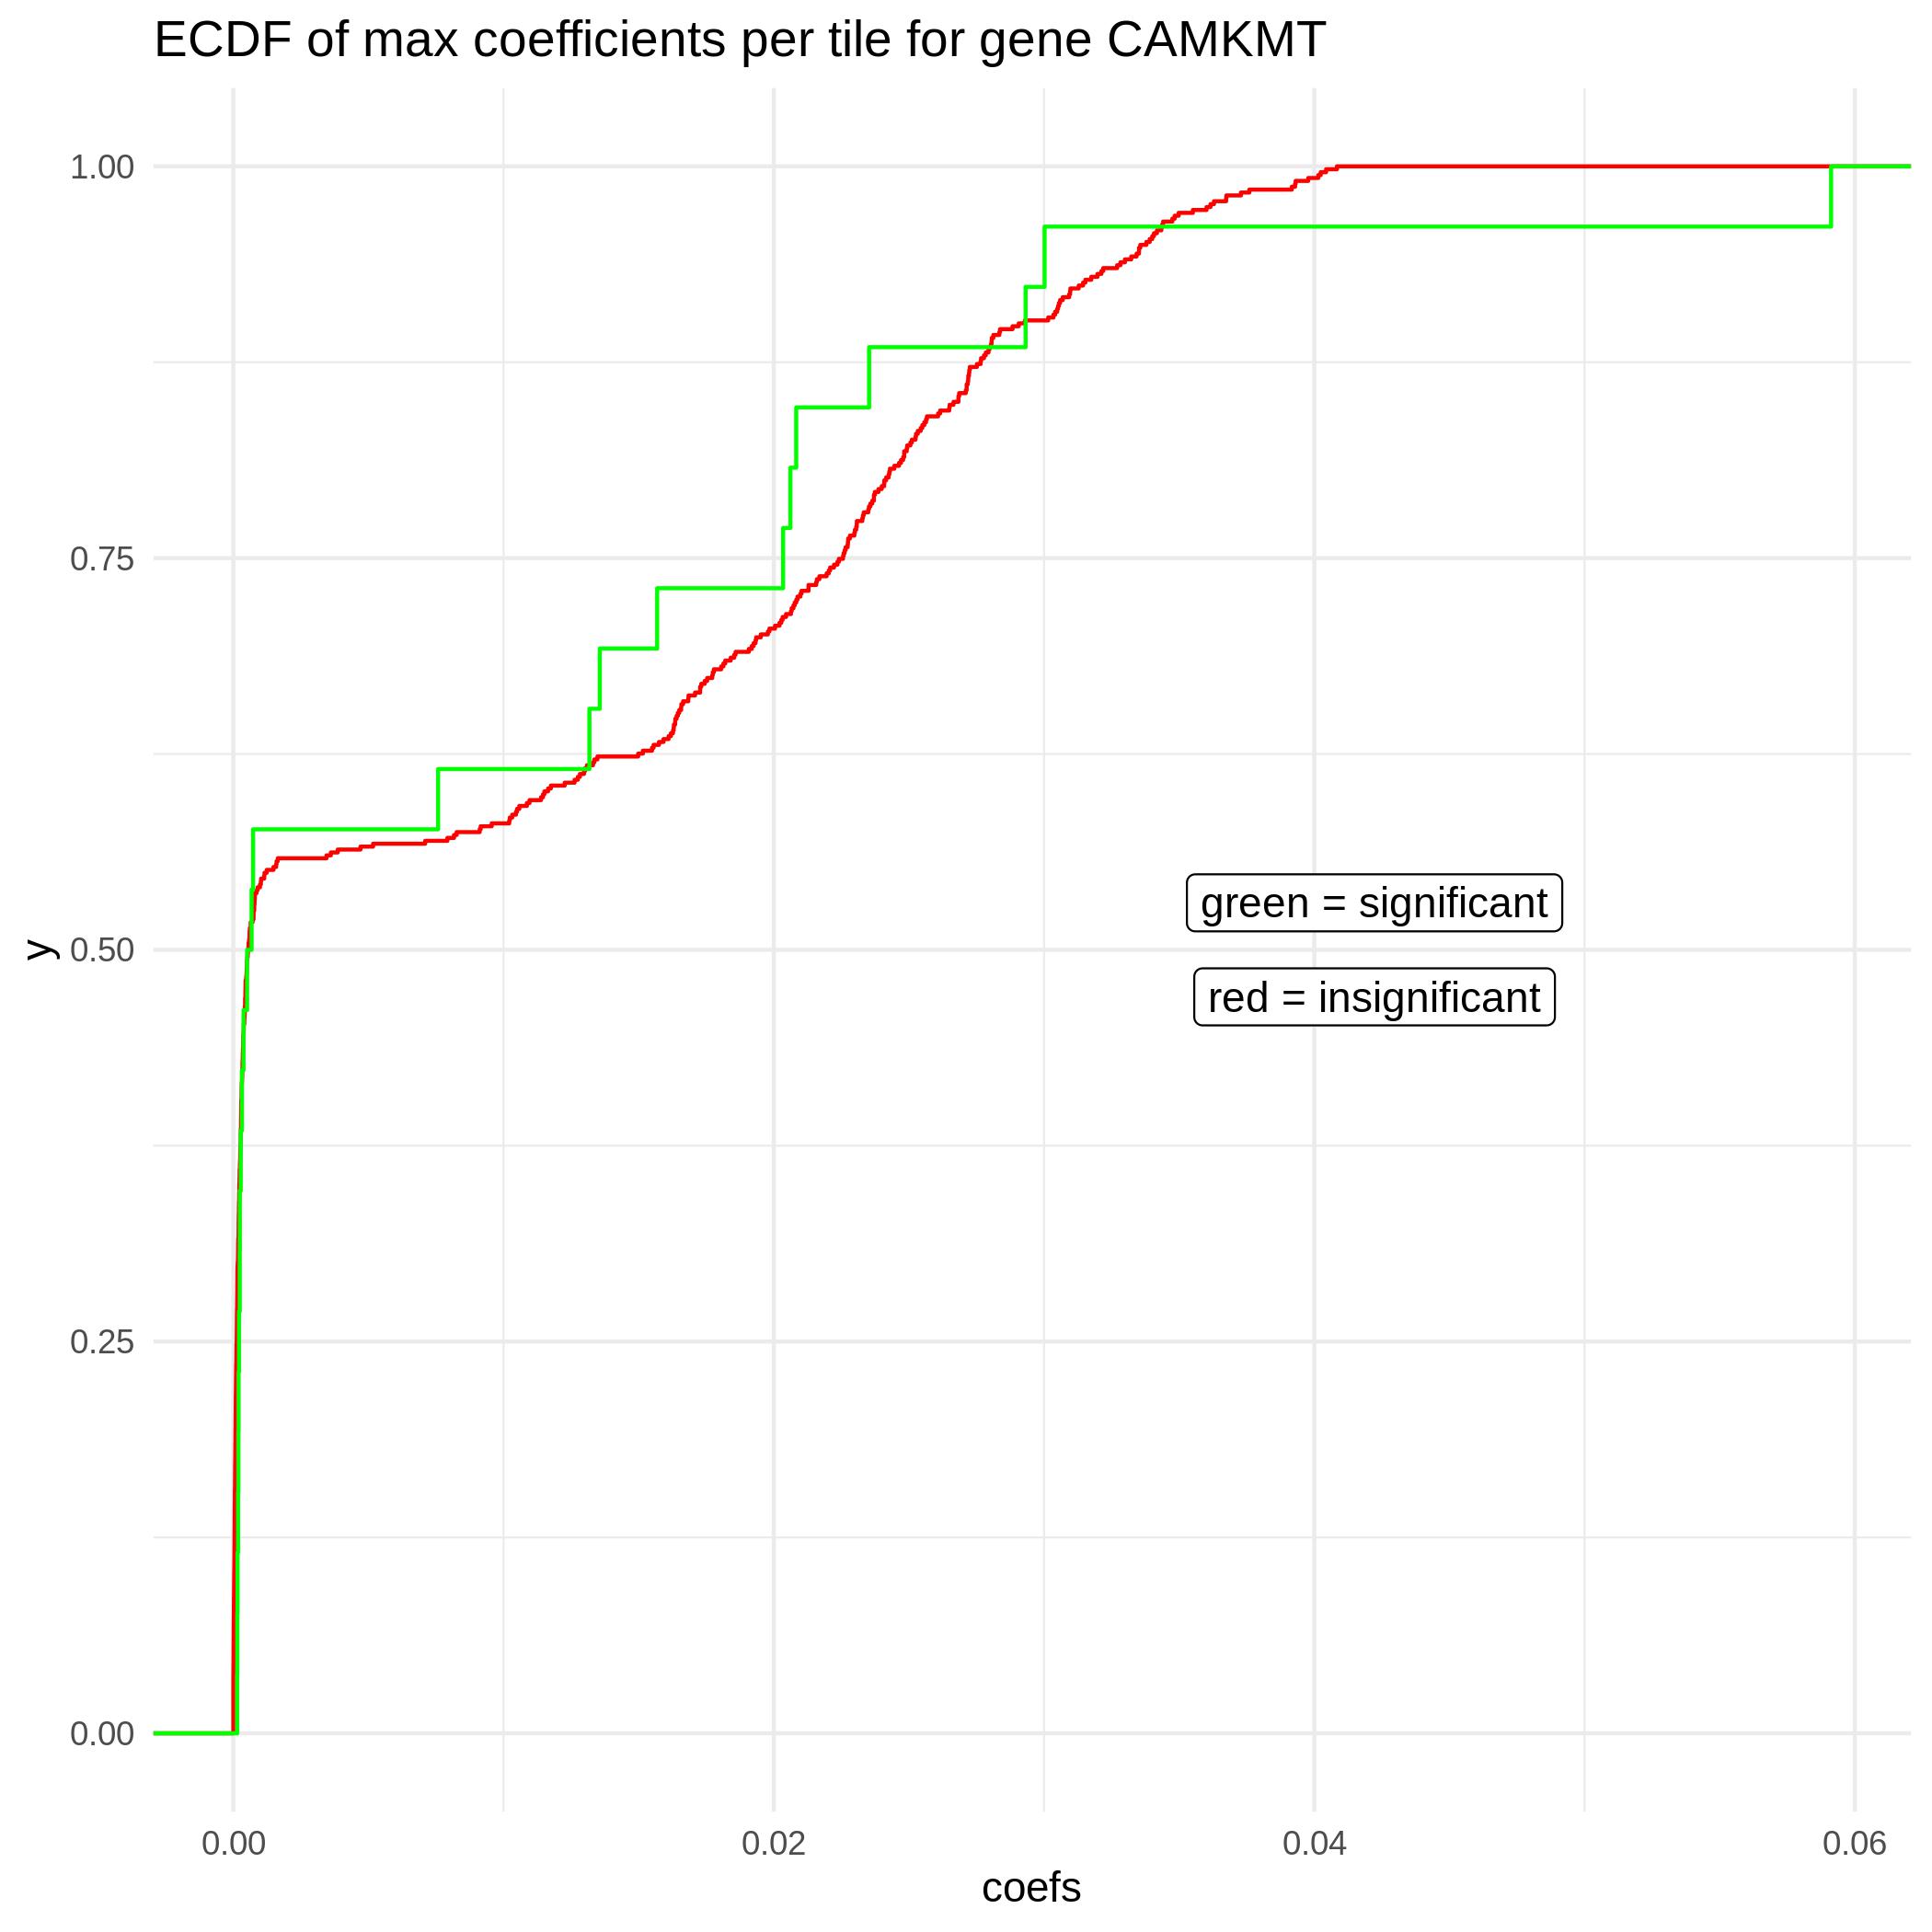 ECDF of max coefficients per tile for gene CAMKMT
1.00
0.75
0.50
0.25
0.00
y
green = significant
red = insignificant
0.00 0.02 0.04 0.06
coefs